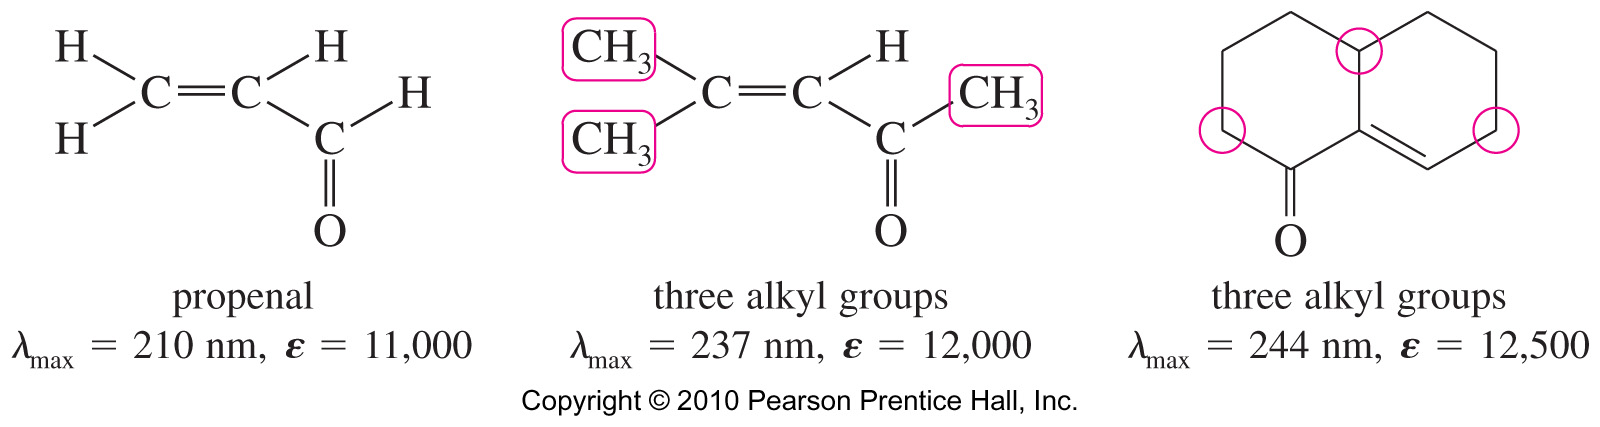 H
H
C=C
H
H
C
O
CH3
CH3
C=C
H
CH3
C
O
O
propenal
λmax = 210 nm, ε = 11,000
three alkyl groups
λmax = 237 nm, ε = 12,000
three alkyl groups
λmax = 244 nm, ε = 12,500
Copyright © 2010 Pearson Prentice Hall, Inc.